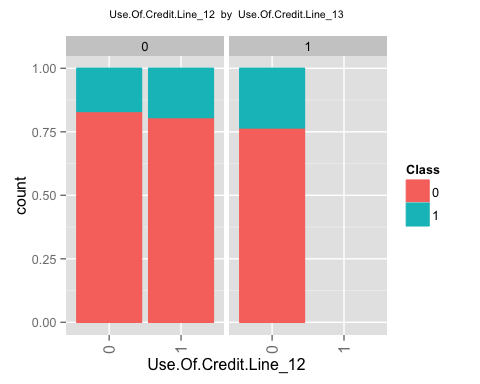 Use.Of.Credit.Line_12 by Use.Of.Credit.Line_13
0 1
1.00
0.75
0.50
0.25
0.00
count
0 1 0 1
Use.Of.Credit.Line_12
Class
0
1